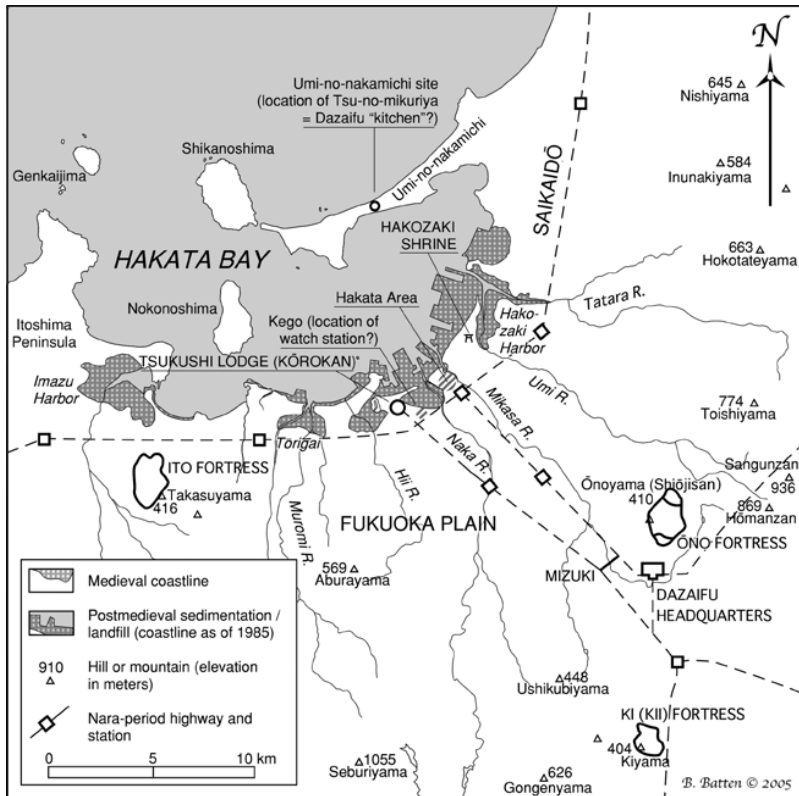 N
645
Nishiyama
Umi-no-nakamichi site
(location of Tsu-no-mikuriya
= Dazaifu “kitchen”?)
Shikanoshima
Umi-no-nakamichi
584
Inunakiyama
Genkaijima
SAIKAIDŌ
HAKOZAKI
SHRINE
663
Hokotateyama
HAKATA BAY
Hakata Area
Tatara R.
Nokonoshima
Hako-
zaki
Harbor
Itoshima
Peninsula
Kego (location of
watch station?)
TSUKUSHI LODGE (KŌROKAN)*
Imazu
Harbor
Umi R.
Mikasa R.
774
Toishiyama
Torigai
Naka R.
Sangunzan
936
ITO FORTRESS
Takasuyama
416
Hii R.
Ōnoyama (Shiōjisan)
410
869
Hōmanzan
Muromi R.
FUKUOKA PLAIN
ŌNO FORTRESS
569
Aburayama
MIZUKI
DAZAIFU
HEADQUARTERS
Medieval coastline
Postmedieval sedimentation /
landfill (coastline as of 1985)
910
Hill or mountain (elevation
in meters)
Nara-period highway and
station
0 5 10 km
448
Ushikubiyama
KI (KII) FORTRESS
404
Kiyama
1055
Seburiyama
626
Gongenyama
B. Batten © 2005